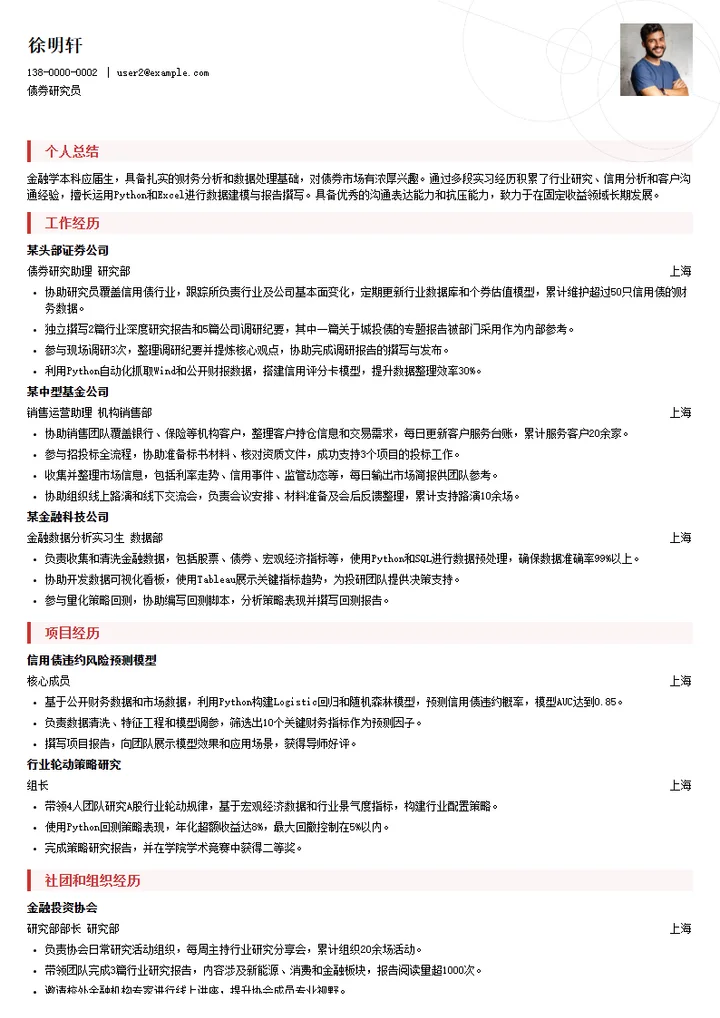 徐明轩
138-0000-0002 | user2@example.com
债券研究员
个人总结
金融学本科应届生，具备扎实的财务分析和数据处理基础，对债券市场有浓厚兴趣。通过多段实习经历积累了行业研究、信用分析和客户沟
通经验，擅长运用Python和Excel进行数据建模与报告撰写。具备优秀的沟通表达能力和抗压能力，致力于在固定收益领域长期发展。
工作经历
某头部证券公司
债券研究助理 研究部 上海
• 协助研究员覆盖信用债行业，跟踪所负责行业及公司基本面变化，定期更新行业数据库和个券估值模型，累计维护超过50只信用债的财
务数据。
• 独立撰写2篇行业深度研究报告和5篇公司调研纪要，其中一篇关于城投债的专题报告被部门采用作为内部参考。
• 参与现场调研3次，整理调研纪要并提炼核心观点，协助完成调研报告的撰写与发布。
• 利用Python自动化抓取Wind和公开财报数据，搭建信用评分卡模型，提升数据整理效率30%。
某中型基金公司
销售运营助理 机构销售部 上海
• 协助销售团队覆盖银行、保险等机构客户，整理客户持仓信息和交易需求，每日更新客户服务台账，累计服务客户20余家。
• 参与招投标全流程，协助准备标书材料、核对资质文件，成功支持3个项目的投标工作。
• 收集并整理市场信息，包括利率走势、信用事件、监管动态等，每日输出市场简报供团队参考。
• 协助组织线上路演和线下交流会，负责会议安排、材料准备及会后反馈整理，累计支持路演10余场。
某金融科技公司
金融数据分析实习生 数据部 上海
• 负责收集和清洗金融数据，包括股票、债券、宏观经济指标等，使用Python和SQL进行数据预处理，确保数据准确率99%以上。
• 协助开发数据可视化看板，使用Tableau展示关键指标趋势，为投研团队提供决策支持。
• 参与量化策略回测，协助编写回测脚本，分析策略表现并撰写回测报告。
项目经历
信用债违约风险预测模型
核心成员 上海
• 基于公开财务数据和市场数据，利用Python构建Logistic回归和随机森林模型，预测信用债违约概率，模型AUC达到0.85。
• 负责数据清洗、特征工程和模型调参，筛选出10个关键财务指标作为预测因子。
• 撰写项目报告，向团队展示模型效果和应用场景，获得导师好评。
行业轮动策略研究
组长 上海
• 带领4人团队研究A股行业轮动规律，基于宏观经济数据和行业景气度指标，构建行业配置策略。
• 使用Python回测策略表现，年化超额收益达8%，最大回撤控制在5%以内。
• 完成策略研究报告，并在学院学术竞赛中获得二等奖。
社团和组织经历
金融投资协会
研究部部长 研究部 上海
• 负责协会日常研究活动组织，每周主持行业研究分享会，累计组织20余场活动。
• 带领团队完成3篇行业研究报告，内容涉及新能源、消费和金融板块，报告阅读量超1000次。
• 邀请校外金融机构专家进行线上讲座，提升协会成员专业视野。